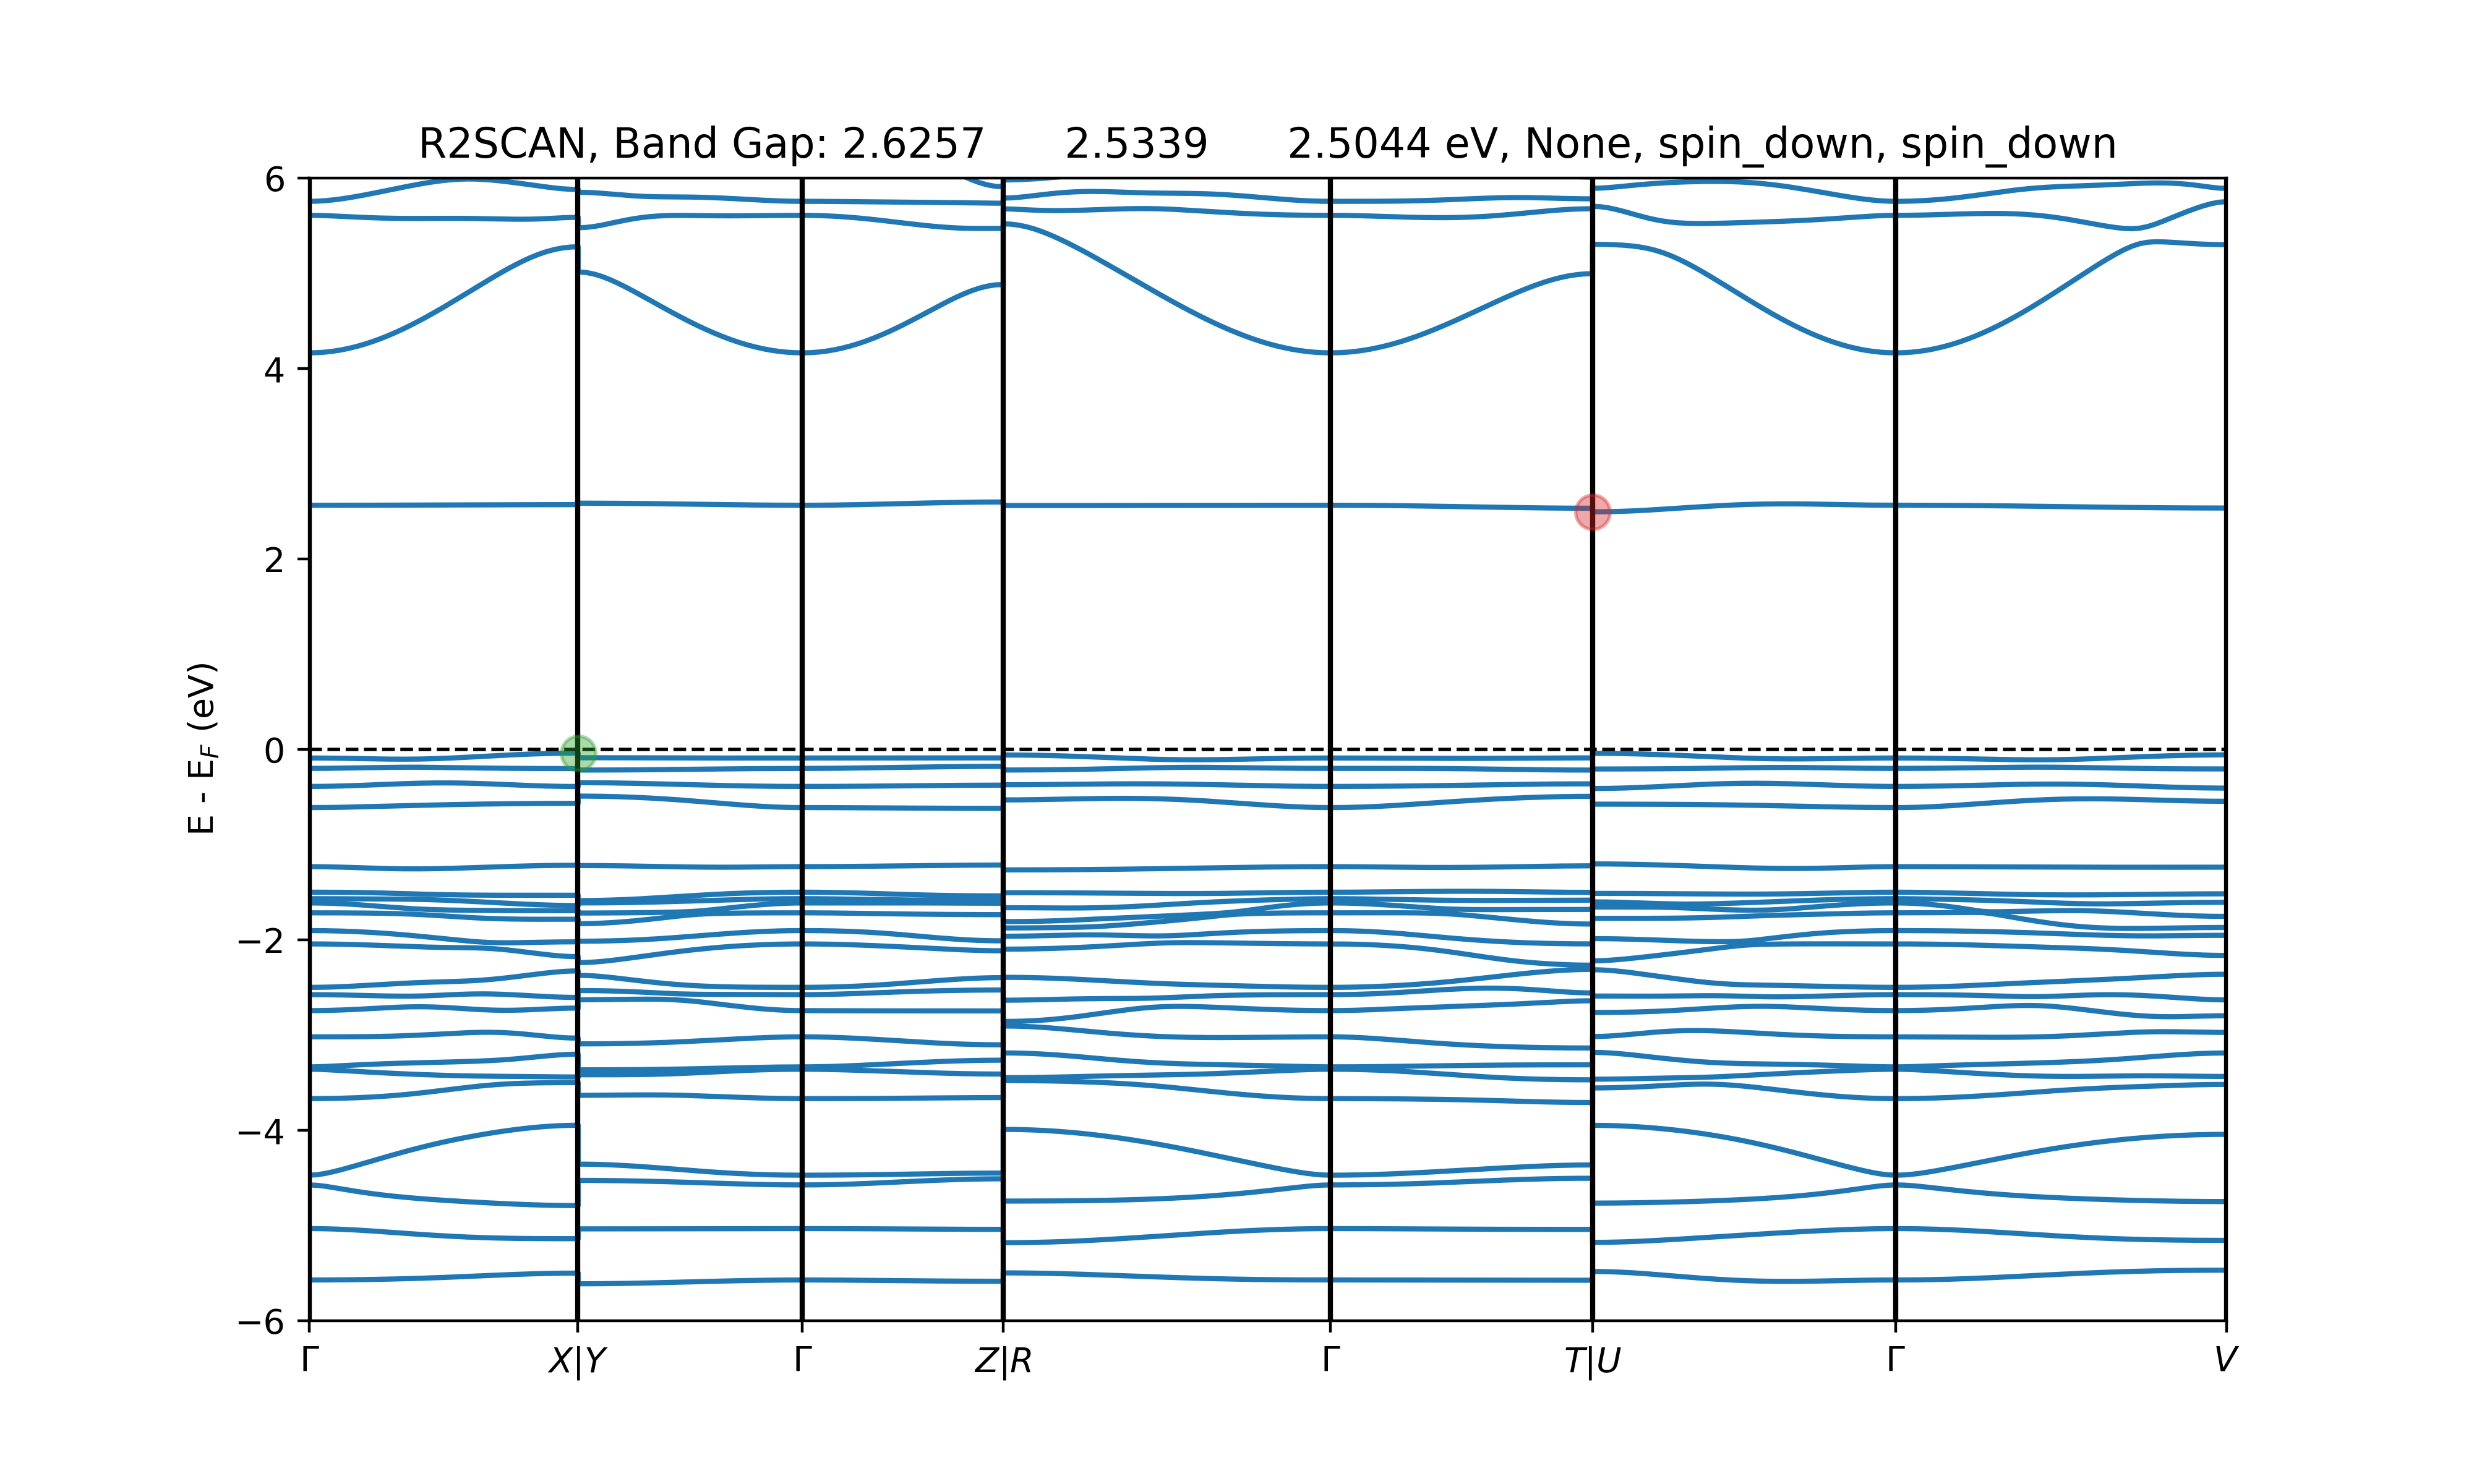 R2SCAN, Band Gap: 2.6257 2.5339 2.5044 eV, None, spin_down, spin_down
6
4
2
0
−2
−4
−6
E - E_F (eV)
Γ X|Y Γ Z|R Γ T|U Γ V